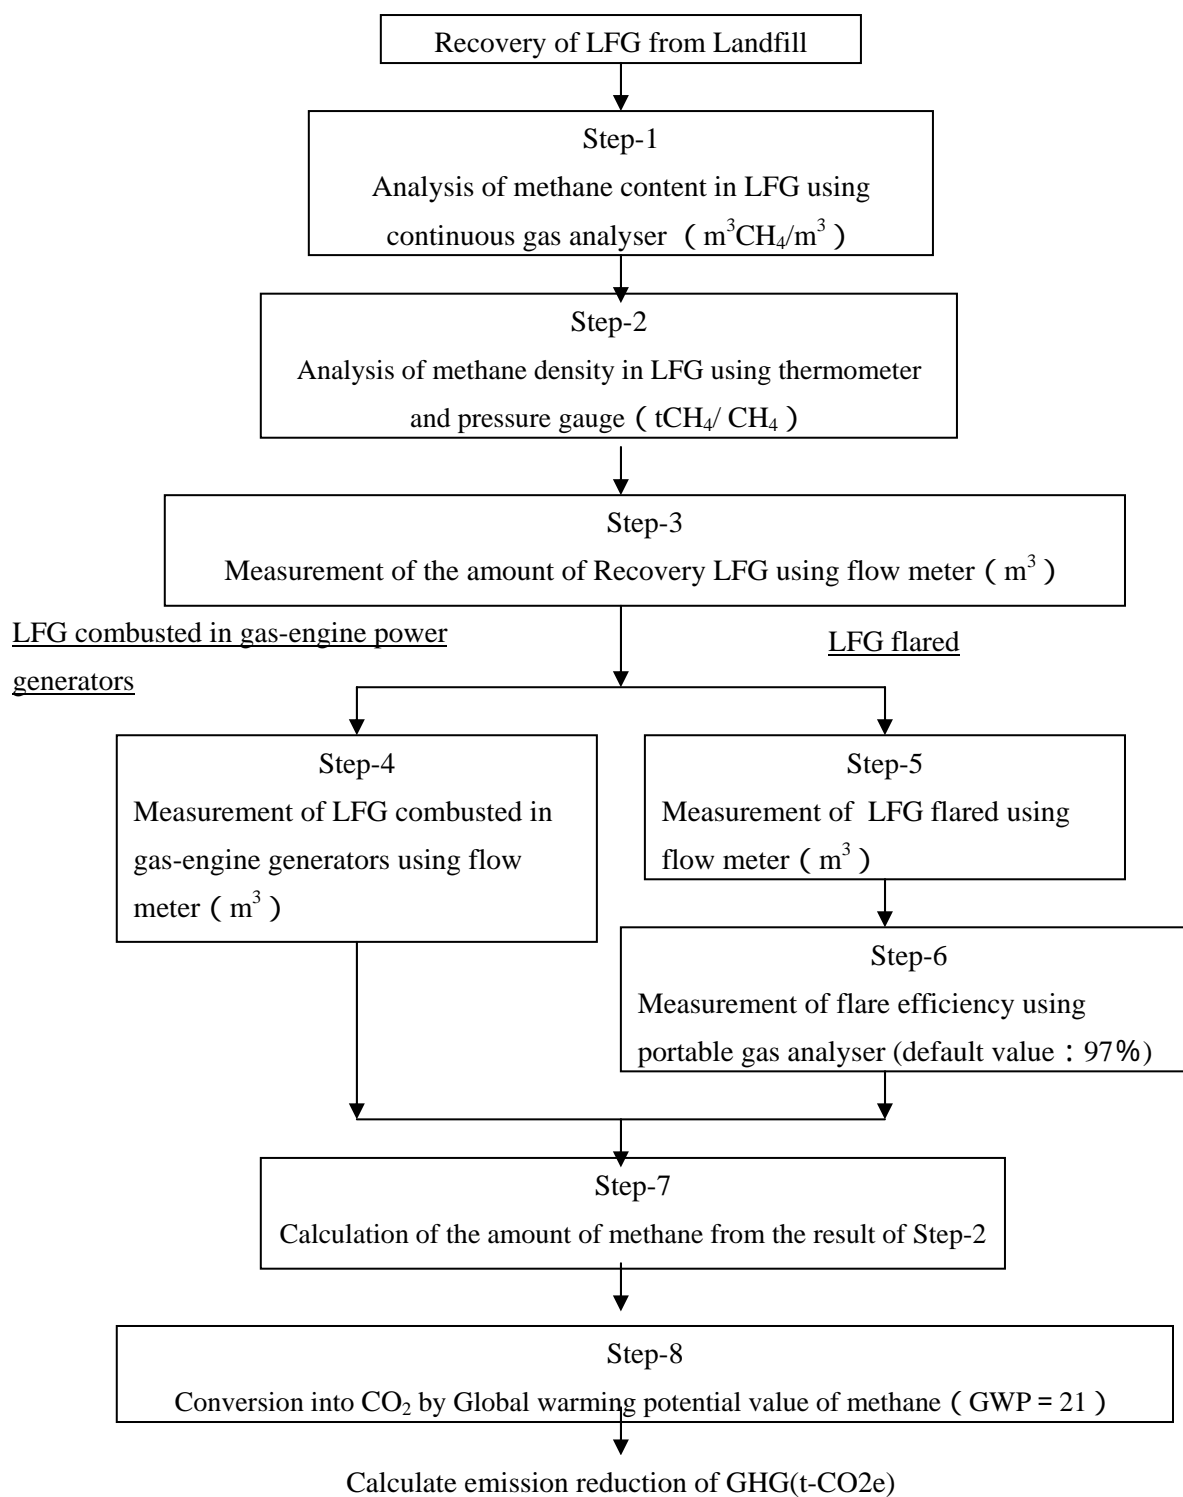 Recovery of LFG from Landfill
Step-1
Analysis of methane content in LFG using
continuous gas analyser （m³CH₄/m³）
Step-2
Analysis of methane density in LFG using thermometer
and pressure gauge（tCH₄/ CH₄）
Step-3
Measurement of the amount of Recovery LFG using flow meter（m³）
LFG combusted in gas-engine power
generators
LFG flared
Step-4
Measurement of LFG combusted in
gas-engine generators using flow
meter（m³）
Step-5
Measurement of  LFG flared using
flow meter（m³）
Step-6
Measurement of flare efficiency using
portable gas analyser (default value：97%)
Step-7
Calculation of the amount of methane from the result of Step-2
Step-8
Conversion into CO₂ by Global warming potential value of methane（GWP＝21）
Calculate emission reduction of GHG(t-CO2e)